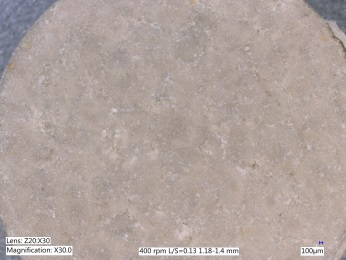 Lens: Z20:X30
Magnification: X30.0
400 rpm L/S=0.13 1.18-1.4 mm
100μm